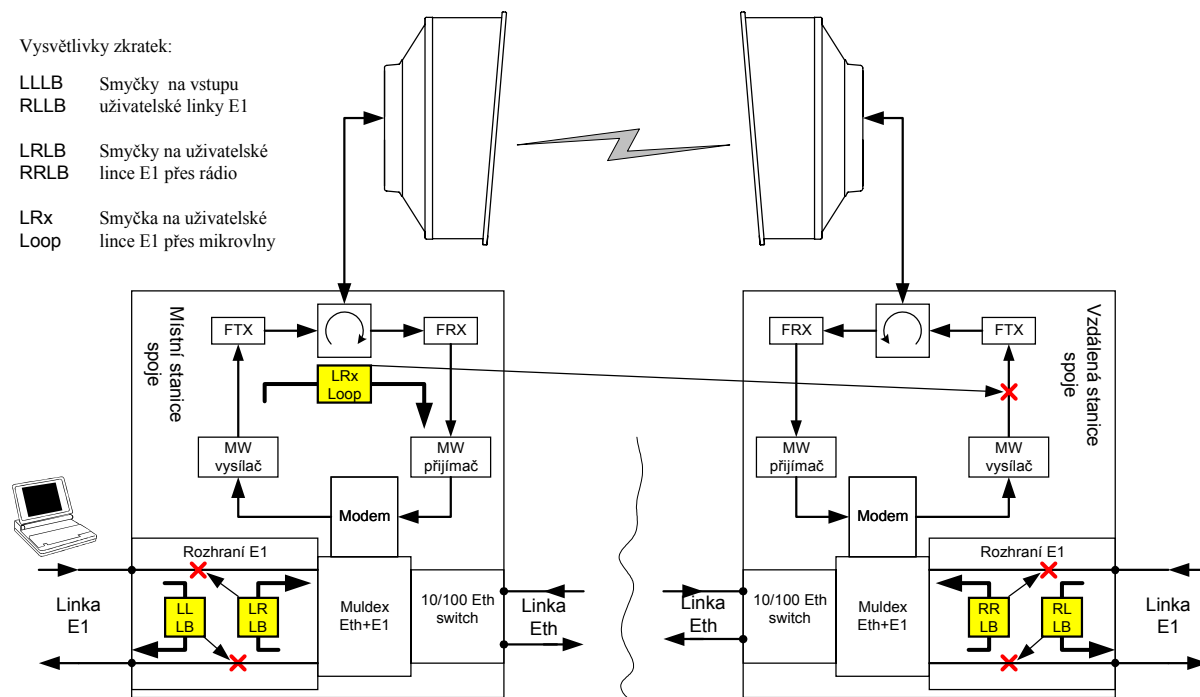 Vysvětlivky zkratek:
LLLB Smyčky na vstupu
RLLB uživatelské linky E1
LRLB Smyčky na uživatelské
RRLB lince E1 přes rádio
LRx Smyčka na uživatelské
Loop lince E1 přes mikrovlny
Místní stanice
spoje
FTX
FRX
LRx
Loop
MW
vysílač
MW
přijímač
Modem
Rozhraní E1
Linka
E1
LL
LB
LR
LB
Muldex
Eth+E1
10/100 Eth
switch
Linka
Eth
Vzdálená stanice
spoje
FRX
FTX
MW
přijímač
MW
vysílač
Modem
Rozhraní E1
Linka
Eth
10/100 Eth
switch
Muldex
Eth+E1
RR
LB
RL
LB
Linka
E1